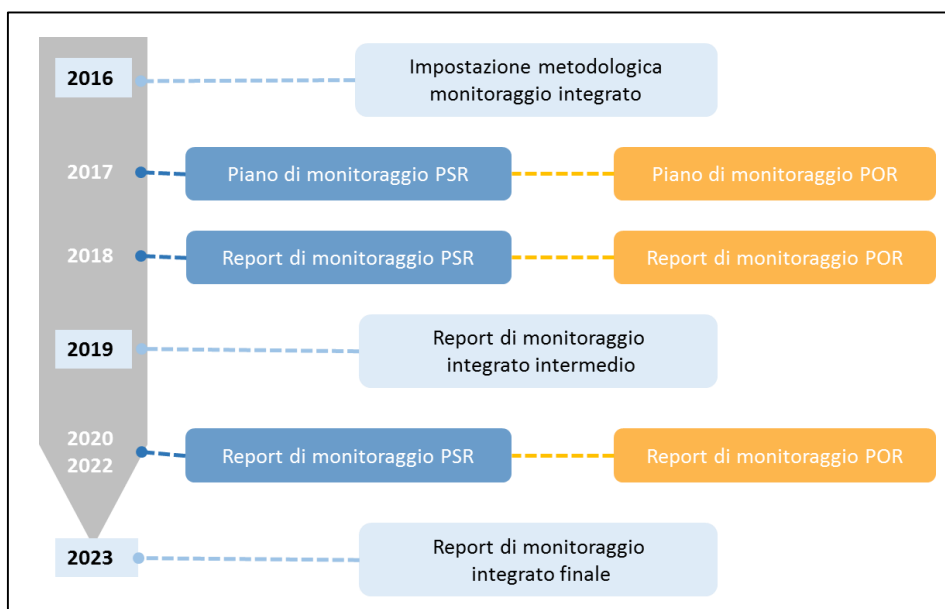 2016
Impostazione metodologica
monitoraggio integrato
2017
Piano di monitoraggio PSR
Piano di monitoraggio POR
2018
Report di monitoraggio PSR
Report di monitoraggio POR
2019
Report di monitoraggio
integrato intermedio
2020
2022
Report di monitoraggio PSR
Report di monitoraggio POR
2023
Report di monitoraggio
integrato finale